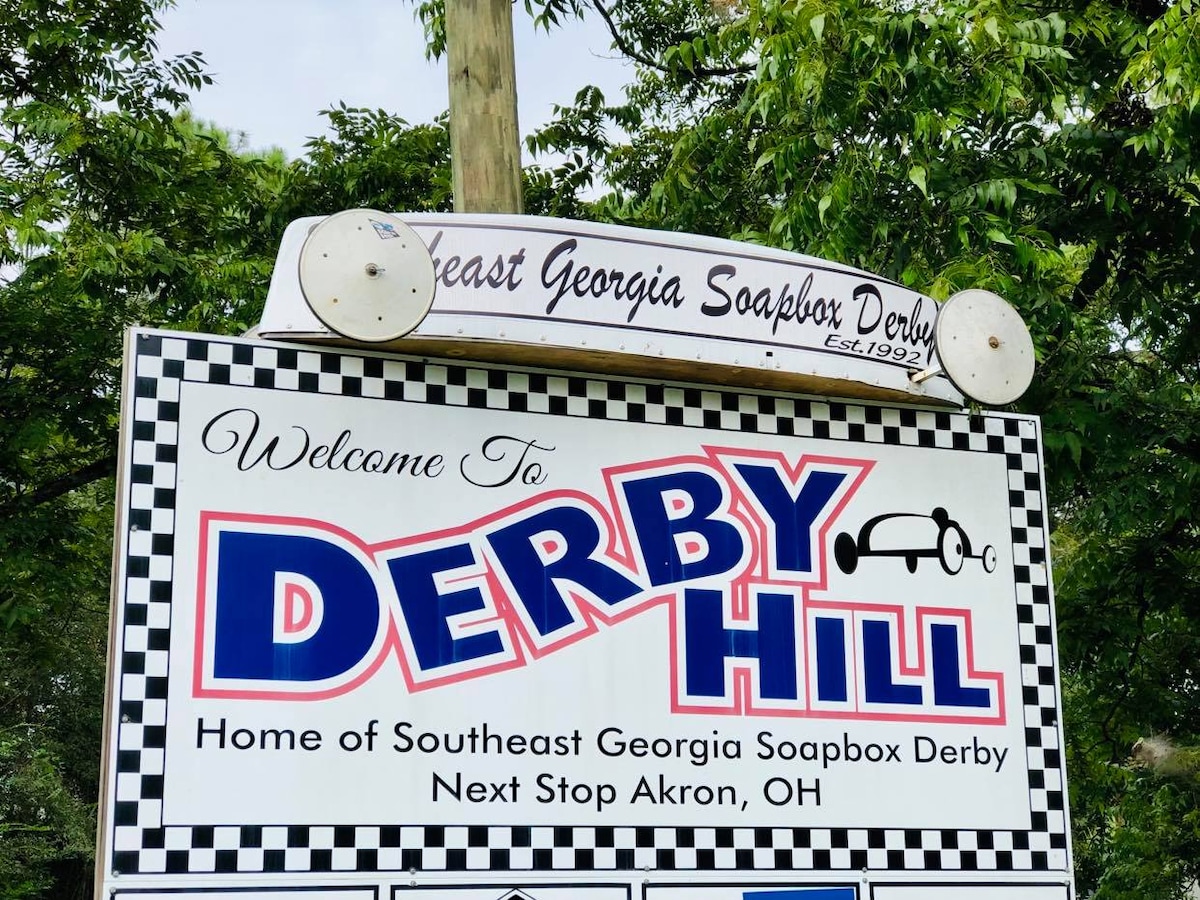 heast Georgia Soapbox Derby
Est.1992
Welcome To
DERBY
HILL
Home of Southeast Georgia Soapbox Derby
Next Stop Akron, OH